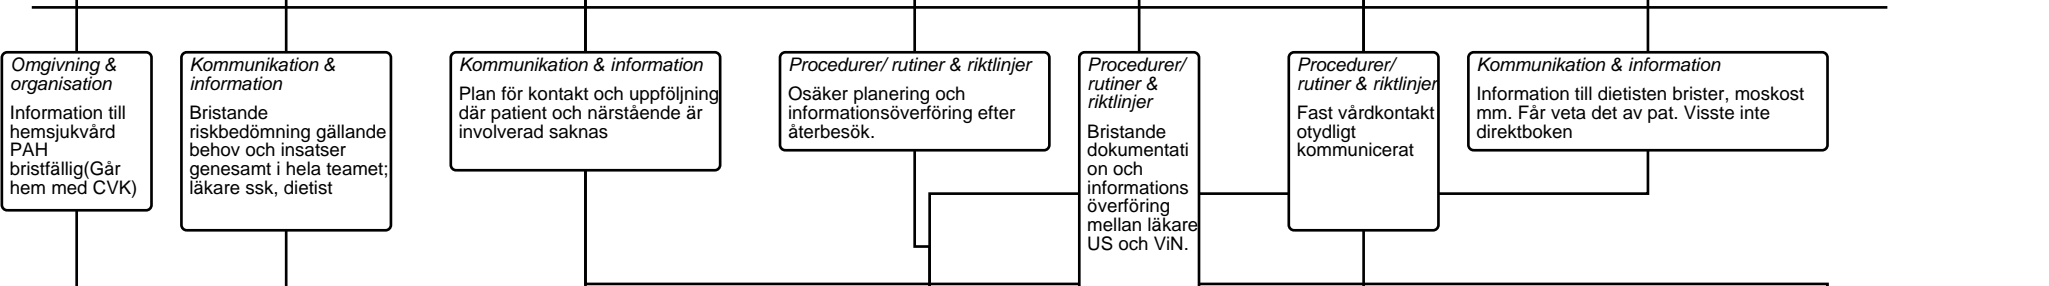 Omgivning &
organisation
Information till
hemsjukvård
PAH
bristfällig(Går
hem med CVK)
Kommunikation &
information
Bristande
riskbedömning gällande
behov och insatser
genesamt i hela teamet;
läkare ssk, dietist
Kommunikation & information
Plan för kontakt och uppföljning
där patient och närstående är
involverad saknas
Procedurer/ rutiner & riktlinjer
Osäker planering och
informationsöverföring efter
återbesök.
Procedurer/
rutiner &
riktlinjer
Bristande
dokumentati
on och
informations
överföring
mellan läkare
US och ViN.
Procedurer/
rutiner & riktlinjer
Fast vårdkontakt
otydligt
kommunicerat
Kommunikation & information
Information till dietisten brister, moskost
mm. Får veta det av pat. Visste inte
direktboken